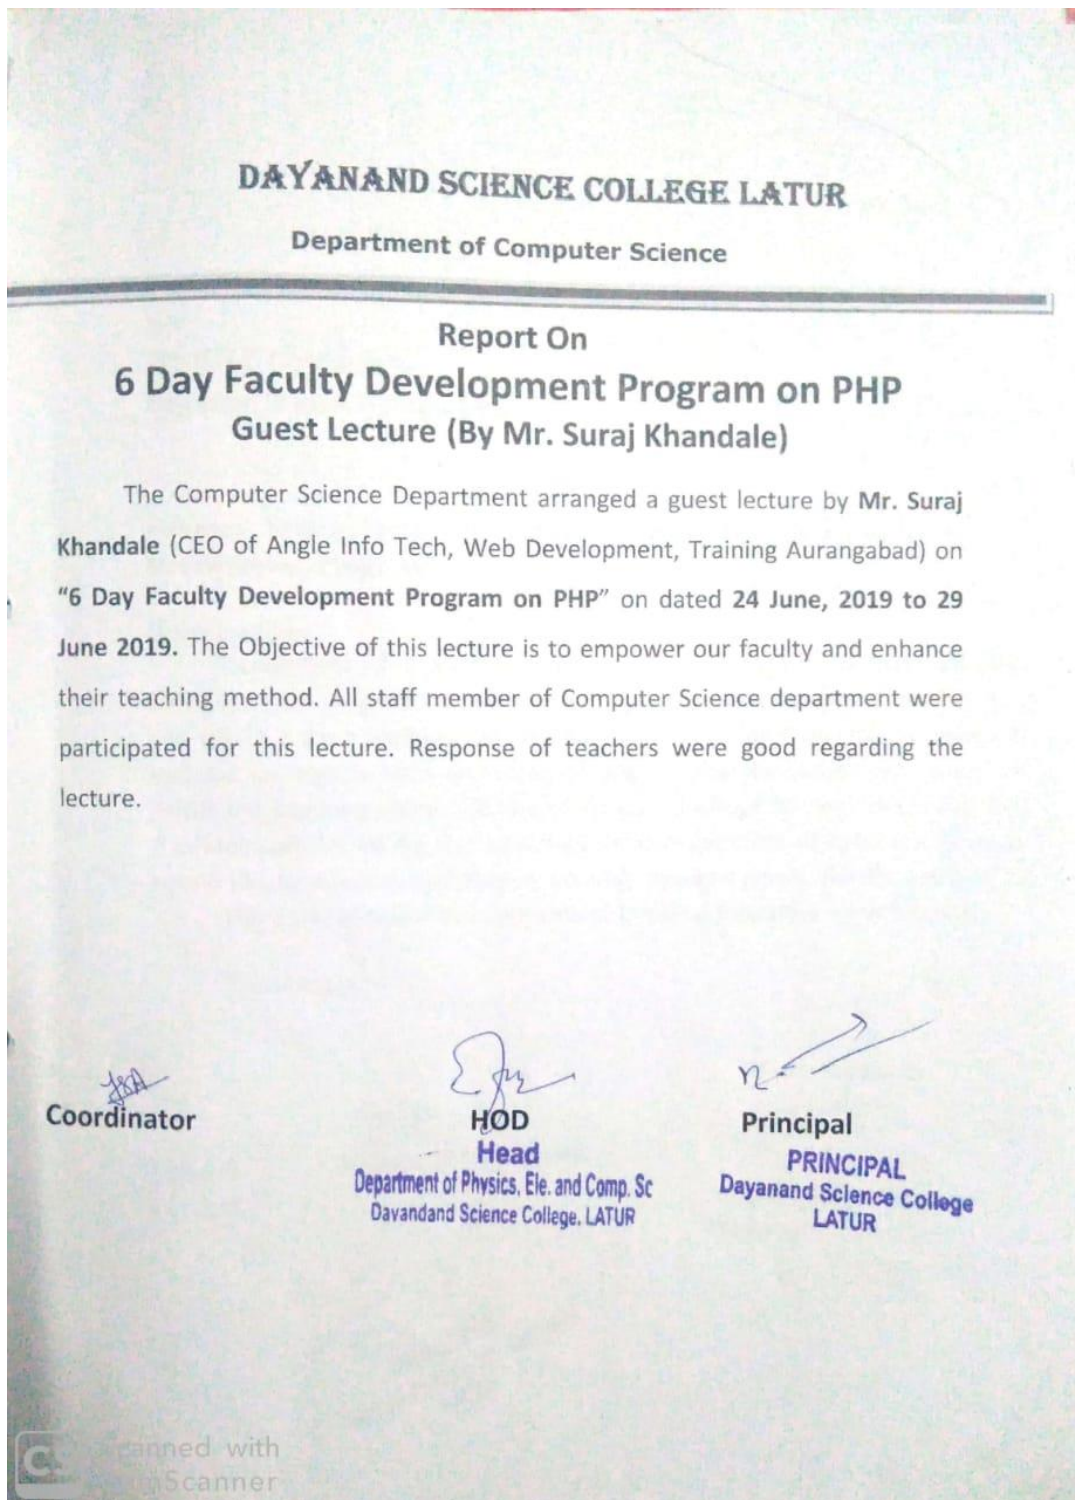 DAYANAND SCIENCE COLLEGE LATUR
Department of Computer Science
Report On
6 Day Faculty Development Program on PHP
Guest Lecture (By Mr. Suraj Khandale)
The Computer Science Department arranged a guest lecture by Mr. Suraj
Khandale (CEO of Angle Info Tech, Web Development, Training Aurangabad) on
“6 Day Faculty Development Program on PHP” on dated 24 June, 2019 to 29
June 2019. The Objective of this lecture is to empower our faculty and enhance
their teaching method. All staff member of Computer Science department were
participated for this lecture. Response of teachers were good regarding the
lecture.
Coordinator
HOD
Head
Department of Physics, Ele. and Comp. Sc
Davandand Science College. LATUR
Principal
PRINCIPAL
Dayanand Science College
LATUR
with
Scanner